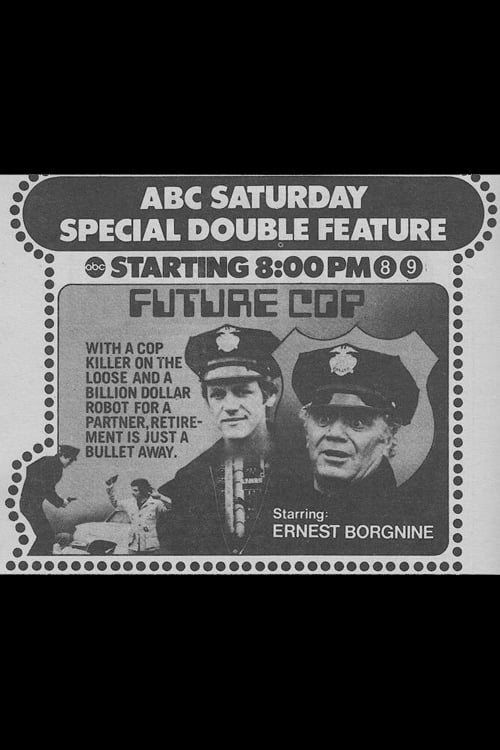 ABC SATURDAY
SPECIAL DOUBLE FEATURE
abc STARTING 8:00 PM 8 9
FUTURE COP
WITH A COP
KILLER ON THE
LOOSE AND A
BILLION DOLLAR
ROBOT FOR A
PARTNER, RETIRE-
MENT IS JUST A
BULLET AWAY.
Starring:
ERNEST BORGNINE